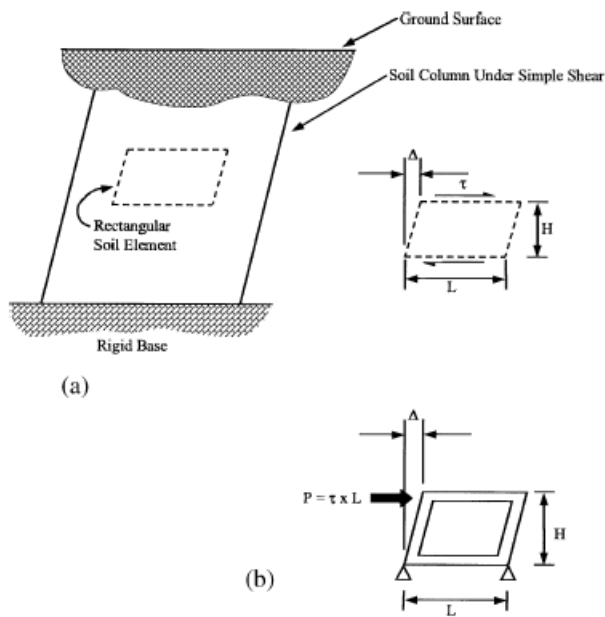 Ground Surface
Soil Column Under Simple Shear
Rectangular
Soil Element
Δ
τ
H
L
Rigid Base
(a)
Δ
P = τ x L
H
(b)
L